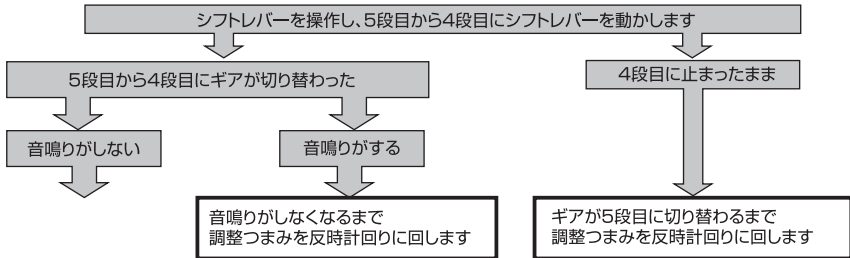 シフトレバーを操作し、5段目から4段目にシフトレバーを動かします
5段目から4段目にギアが切り替わった
4段目に止まったまま
音鳴りがしない
音鳴りがする
音鳴りがしなくなるまで
調整つまみを反時計回りに回します
ギアが5段目に切り替わるまで
調整つまみを反時計回りに回します